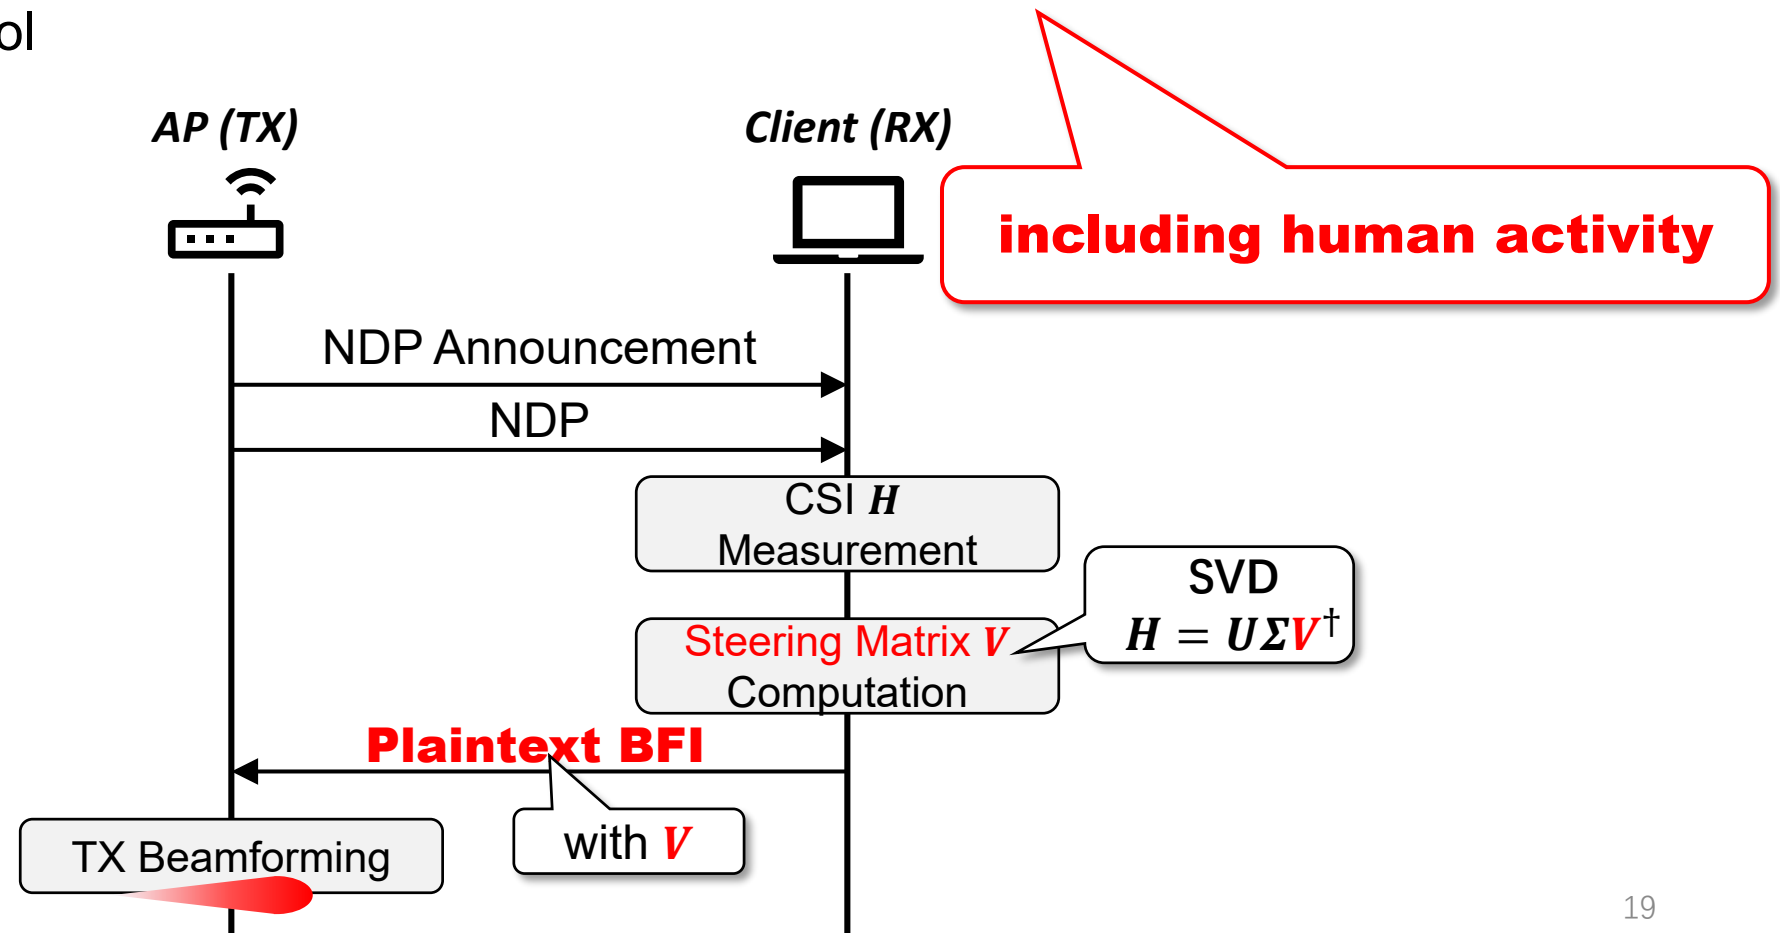 ol
AP (TX)
Client (RX)
including human activity
NDP Announcement
NDP
CSI H
Measurement
SVD
H = UΣV†
Steering Matrix V
Computation
Plaintext BFI
with V
TX Beamforming
19